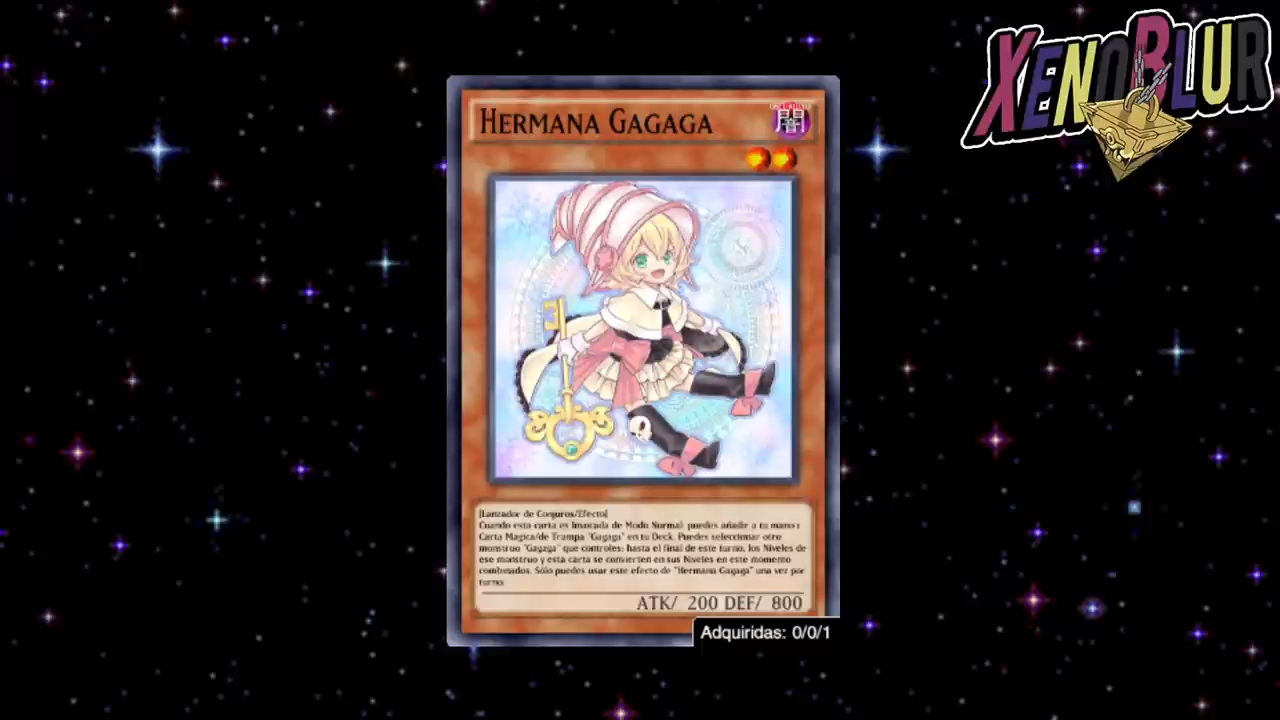 XENOBLUR
HERMANA GAGAGA
闇
[Lanzador de Conjuros/Efecto]
Cuando esta carta es Invocada de Modo Normal: puedes añadir a tu mano 1
Carta Mágica/de Trampa "Gagaga" en tu Deck. Puedes seleccionar otro
monstruo "Gagaga" que controles; hasta el final de este turno, los Niveles de
ese monstruo y esta carta se convierten en sus Niveles en este momento
combinados. Sólo puedes usar este efecto de "Hermana Gagaga" una vez por
turno.
ATK/ 200 DEF/ 800
Adquiridas: 0/0/1